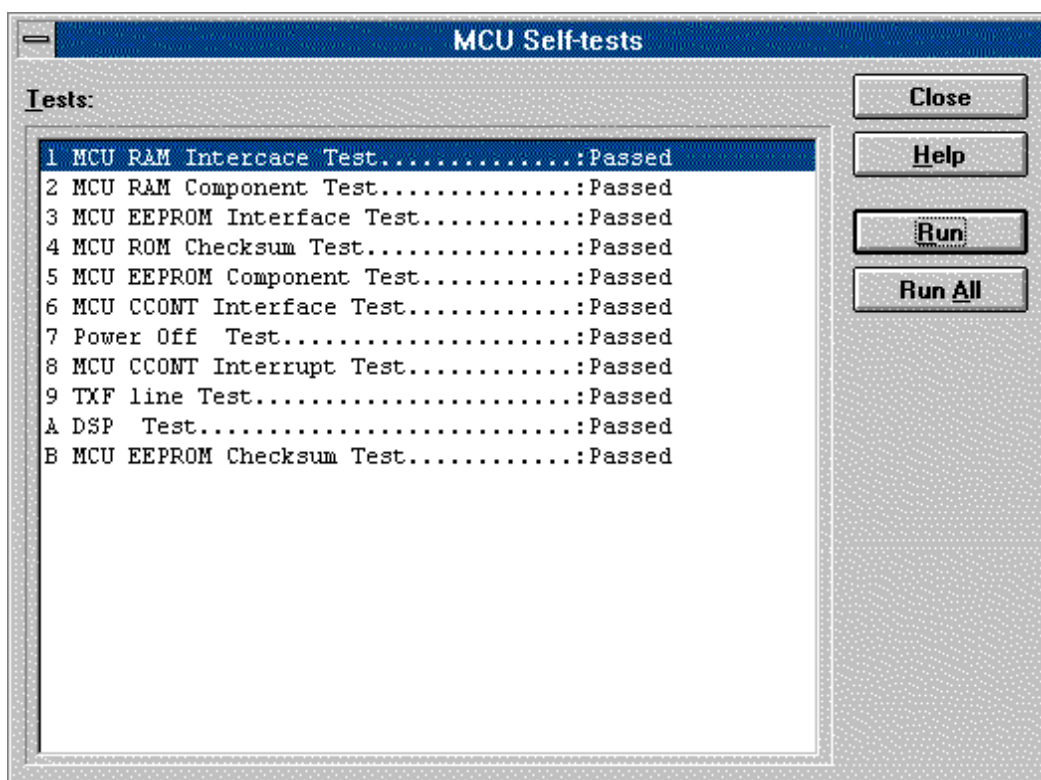 MCU Self-tests
Tests:
1 MCU RAM Intercace Test..............:Passed
2 MCU RAM Component Test..............:Passed
3 MCU EEPROM Interface Test...........:Passed
4 MCU ROM Checksum Test...............:Passed
5 MCU EEPROM Component Test...........:Passed
6 MCU CCONT Interface Test............:Passed
7 Power Off  Test.....................:Passed
8 MCU CCONT Interrupt Test............:Passed
9 TXF line Test.......................:Passed
A DSP  Test...........................:Passed
B MCU EEPROM Checksum Test............:Passed
Close
Help
Run
Run All